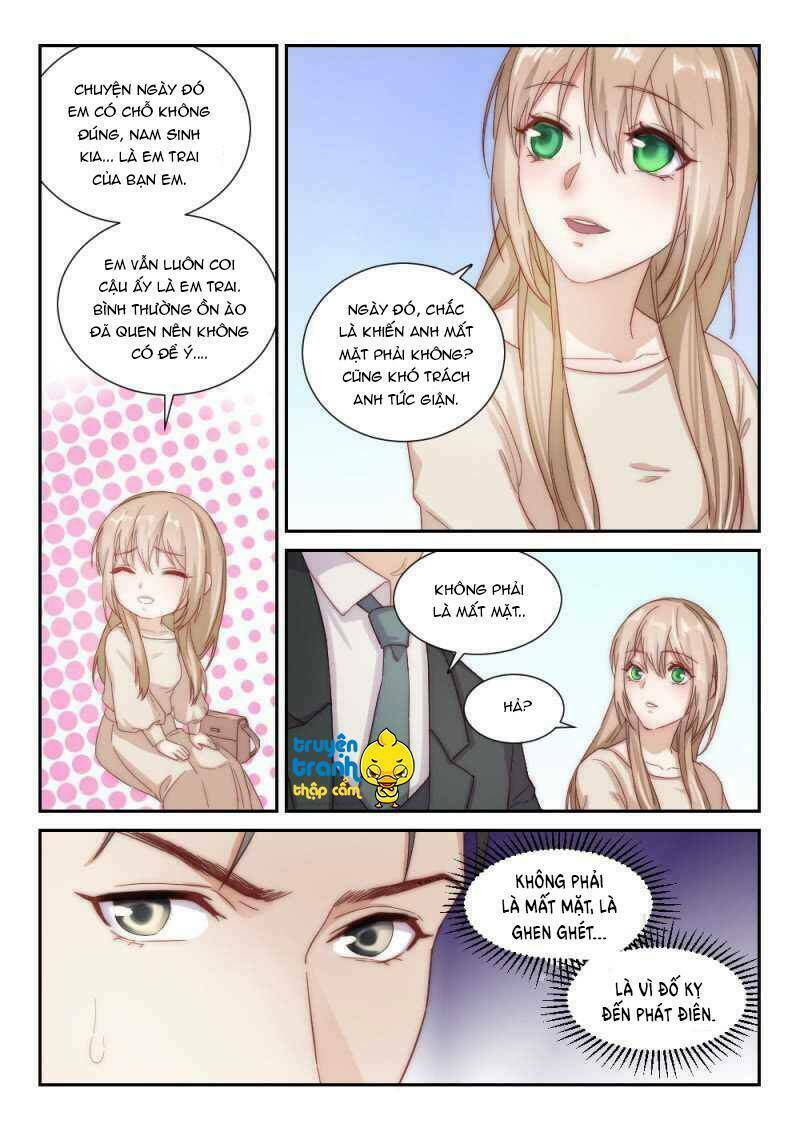 CHUYỆN NGÀY ĐÓ
EM CÓ CHỖ KHÔNG
ĐÚNG, NAM SINH
KIA... LÀ EM TRAI
CỦA BẠN EM.
EM VẪN LUÔN COI
CẬU ẤY LÀ EM TRAI.
BÌNH THƯỜNG ỒN ÀO
ĐÃ QUEN NÊN KHÔNG
CÓ ĐỂ Ý....
NGÀY ĐÓ, CHẮC
LÀ KHIẾN ANH MẤT
MẶT PHẢI KHÔNG?
CŨNG KHÓ TRÁCH
ANH TỨC GIẬN.
KHÔNG PHẢI
LÀ MẤT MẶT..
HẢ?
truyện
tranh
thập cẩm
KHÔNG PHẢI
LÀ MẤT MẶT, LÀ
GHEN GHÉT...
LÀ VÌ ĐỐ KỴ
ĐẾN PHÁT ĐIÊN.